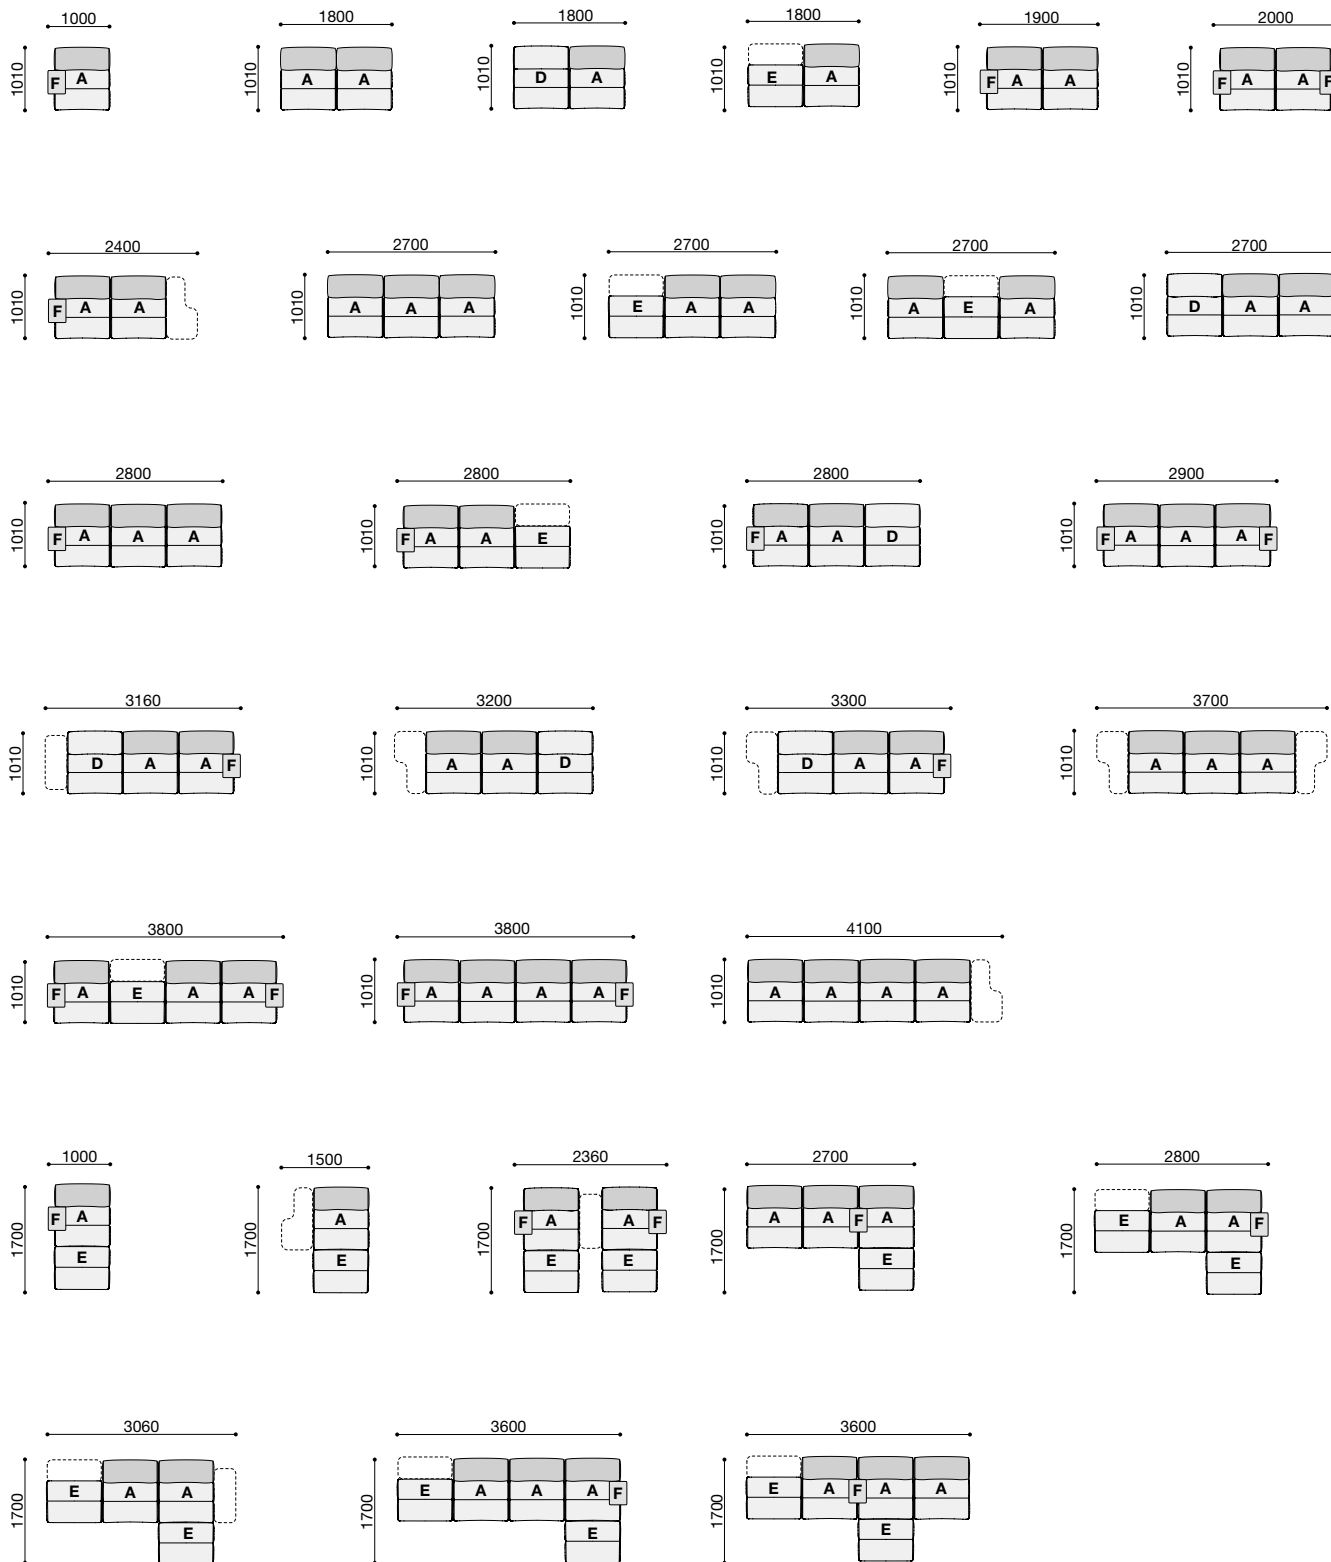 1000 1800 1800 1800 1900 2000
1010 F A 1010 A A 1010 D A 1010 E A 1010 F A A 1010 F A A F
2400 2700 2700 2700 2700
1010 F A A 1010 A A A 1010 E A A 1010 A E A 1010 D A A
2800 2800 2800 2900
1010 F A A A 1010 F A A E 1010 F A A D 1010 F A A A F
3160 3200 3300 3700
1010 D A A F 1010 A A D 1010 D A A F 1010 A A A
3800 3800 4100
1010 F A E A A F 1010 F A A A A F 1010 A A A A
1000 1500 2360 2700 2800
1700 F A 1700 A 1700 F A A F 1700 A A F A 1700 E A A F
E E E E E E
3060 3600 3600
1700 E A A 1700 E A A A F 1700 E A F A A
E E E